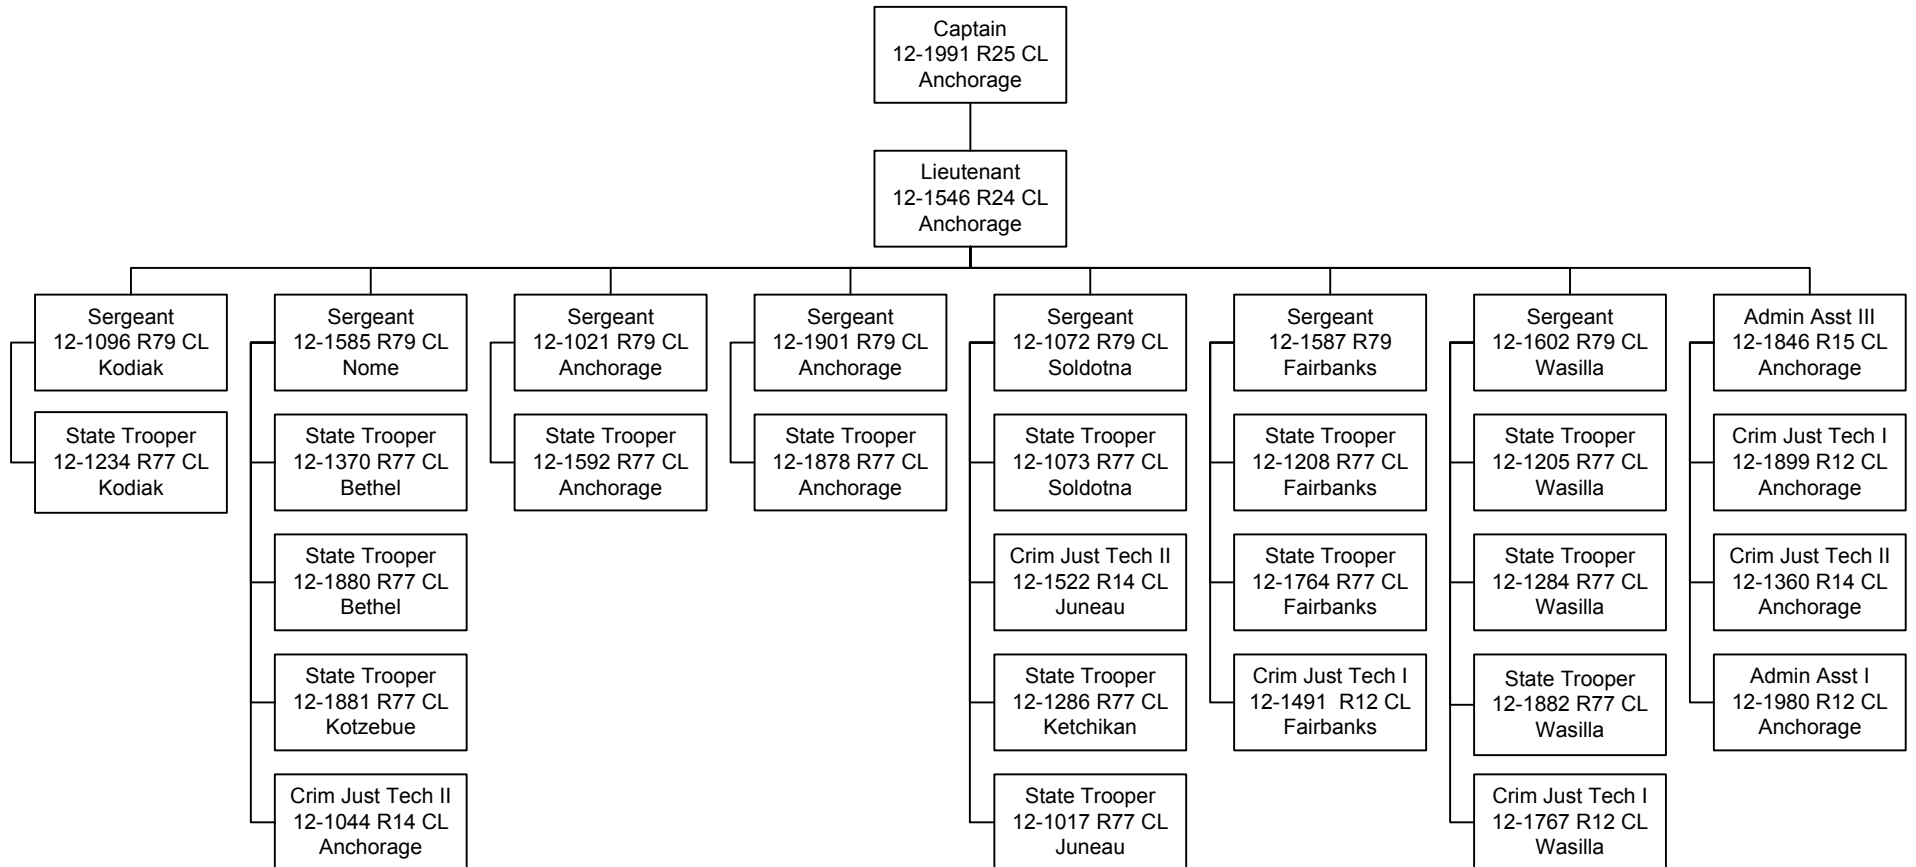 Captain
12-1991 R25 CL
Anchorage
Lieutenant
12-1546 R24 CL
Anchorage
Sergeant
12-1096 R79 CL
Kodiak
State Trooper
12-1234 R77 CL
Kodiak
Sergeant
12-1585 R79 CL
Nome
State Trooper
12-1370 R77 CL
Bethel
State Trooper
12-1880 R77 CL
Bethel
State Trooper
12-1881 R77 CL
Kotzebue
Crim Just Tech II
12-1044 R14 CL
Anchorage
Sergeant
12-1021 R79 CL
Anchorage
State Trooper
12-1592 R77 CL
Anchorage
Sergeant
12-1901 R79 CL
Anchorage
State Trooper
12-1878 R77 CL
Anchorage
Sergeant
12-1072 R79 CL
Soldotna
State Trooper
12-1073 R77 CL
Soldotna
Crim Just Tech II
12-1522 R14 CL
Juneau
State Trooper
12-1286 R77 CL
Ketchikan
State Trooper
12-1017 R77 CL
Juneau
Sergeant
12-1587 R79
Fairbanks
State Trooper
12-1208 R77 CL
Fairbanks
State Trooper
12-1764 R77 CL
Fairbanks
Crim Just Tech I
12-1491 R12 CL
Fairbanks
Sergeant
12-1602 R79 CL
Wasilla
State Trooper
12-1205 R77 CL
Wasilla
State Trooper
12-1284 R77 CL
Wasilla
State Trooper
12-1882 R77 CL
Wasilla
Crim Just Tech I
12-1767 R12 CL
Wasilla
Admin Asst III
12-1846 R15 CL
Anchorage
Crim Just Tech I
12-1899 R12 CL
Anchorage
Crim Just Tech II
12-1360 R14 CL
Anchorage
Admin Asst I
12-1980 R12 CL
Anchorage